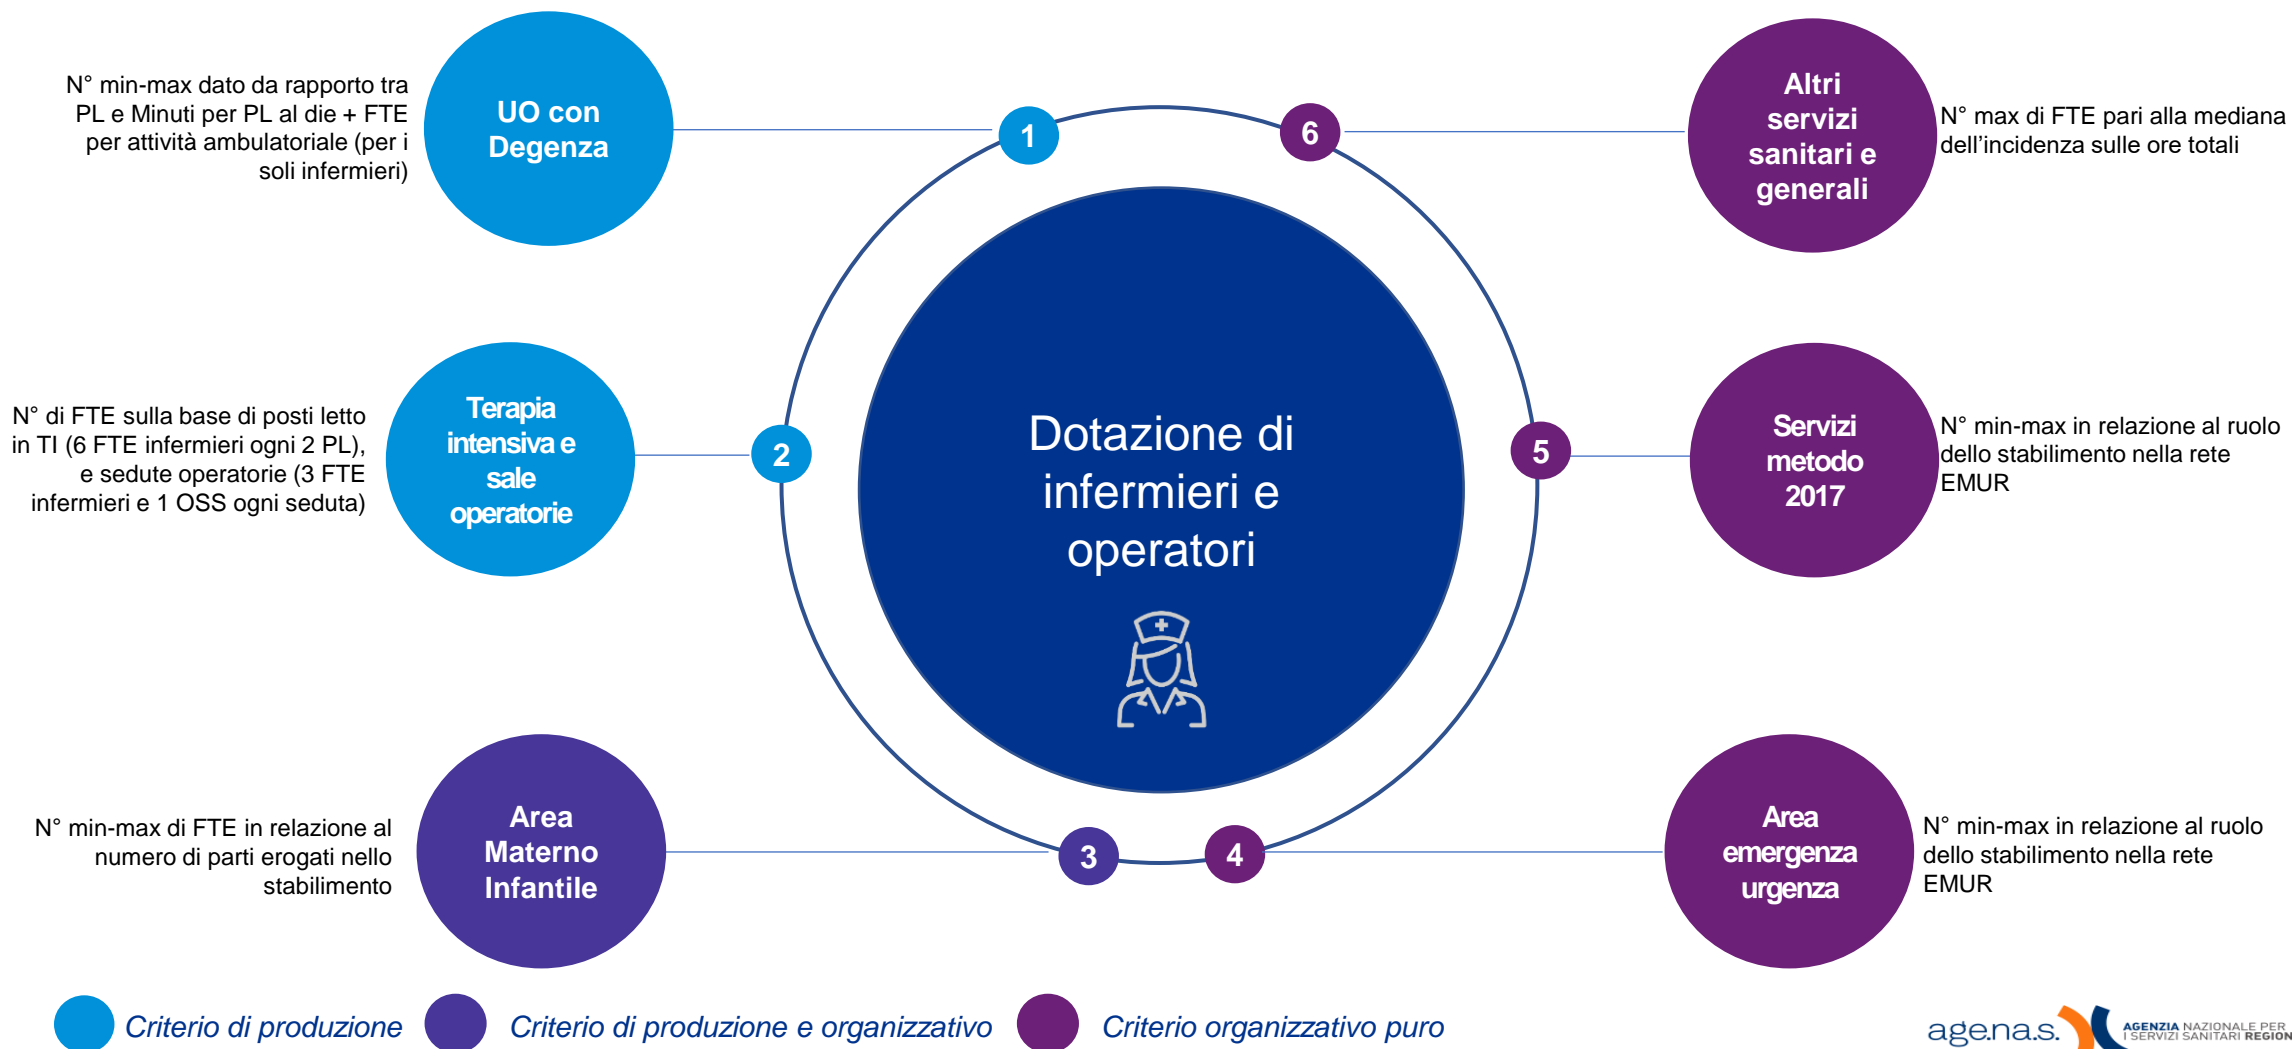 N° min-max dato da rapporto tra
PL e Minuti per PL al die + FTE
per attività ambulatoriale (per i
soli infermieri)
UO con
Degenza
1
6
Altri
servizi
sanitari e
generali
N° max di FTE pari alla mediana
dell'incidenza sulle ore totali
N° di FTE sulla base di posti letto
in TI (6 FTE infermieri ogni 2 PL),
e sedute operatorie (3 FTE
infermieri e 1 OSS ogni seduta)
Terapia
intensiva e
sale
operatorie
2
Dotazione di
infermieri e
operatori
5
Servizi
metodo
2017
N° min-max in relazione al ruolo
dello stabilimento nella rete
EMUR
N° min-max di FTE in relazione al
numero di parti erogati nello
stabilimento
Area
Materno
Infantile
3
4
Area
emergenza
urgenza
N° min-max in relazione al ruolo
dello stabilimento nella rete
EMUR
Criterio di produzione
Criterio di produzione e organizzativo
Criterio organizzativo puro
age.na.s.
AGENZIA NAZIONALE PER
I SERVIZI SANITARI REGION